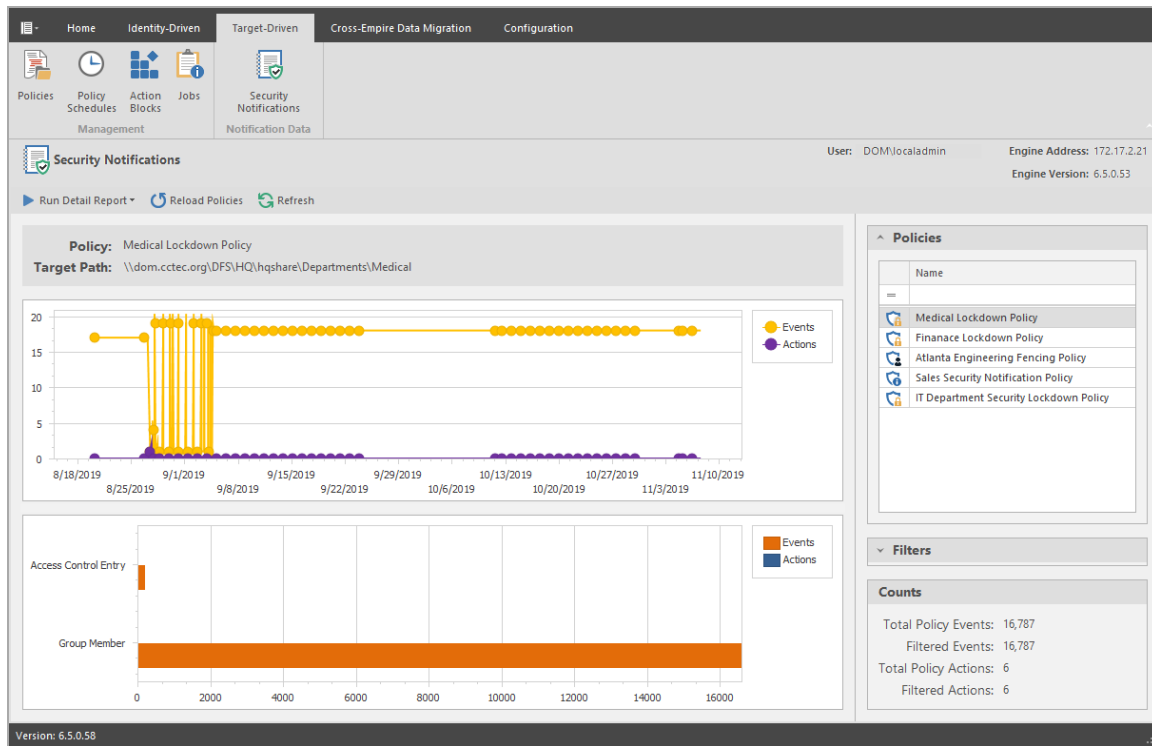 Home Identity-Driven Target-Driven Cross-Empire Data Migration Configuration
Policies Policy Schedules Action Blocks Jobs Security Notifications
Management Notification Data
Security Notifications
User: DOM\localadmin Engine Address: 172.17.2.21
Engine Version: 6.5.0.53
Run Detail Report Reload Policies Refresh
Policy: Medical Lockdown Policy
Target Path: \\dom.cctec.org\DFS\HQ\hqshare\Departments\Medical
20
15
10
5
0
8/18/2019 9/1/2019 9/15/2019 9/29/2019 10/13/2019 10/27/2019 11/10/2019
8/25/2019 9/8/2019 9/22/2019 10/6/2019 10/20/2019 11/3/2019
Events
Actions
Access Control Entry
Group Member
0 2000 4000 6000 8000 10000 12000 14000 16000
Events
Actions
Policies
Name
=
Medical Lockdown Policy
Finanace Lockdown Policy
Atlanta Engineering Fencing Policy
Sales Security Notification Policy
IT Department Security Lockdown Policy
Filters
Counts
Total Policy Events: 16,787
Filtered Events: 16,787
Total Policy Actions: 6
Filtered Actions: 6
Version: 6.5.0.58